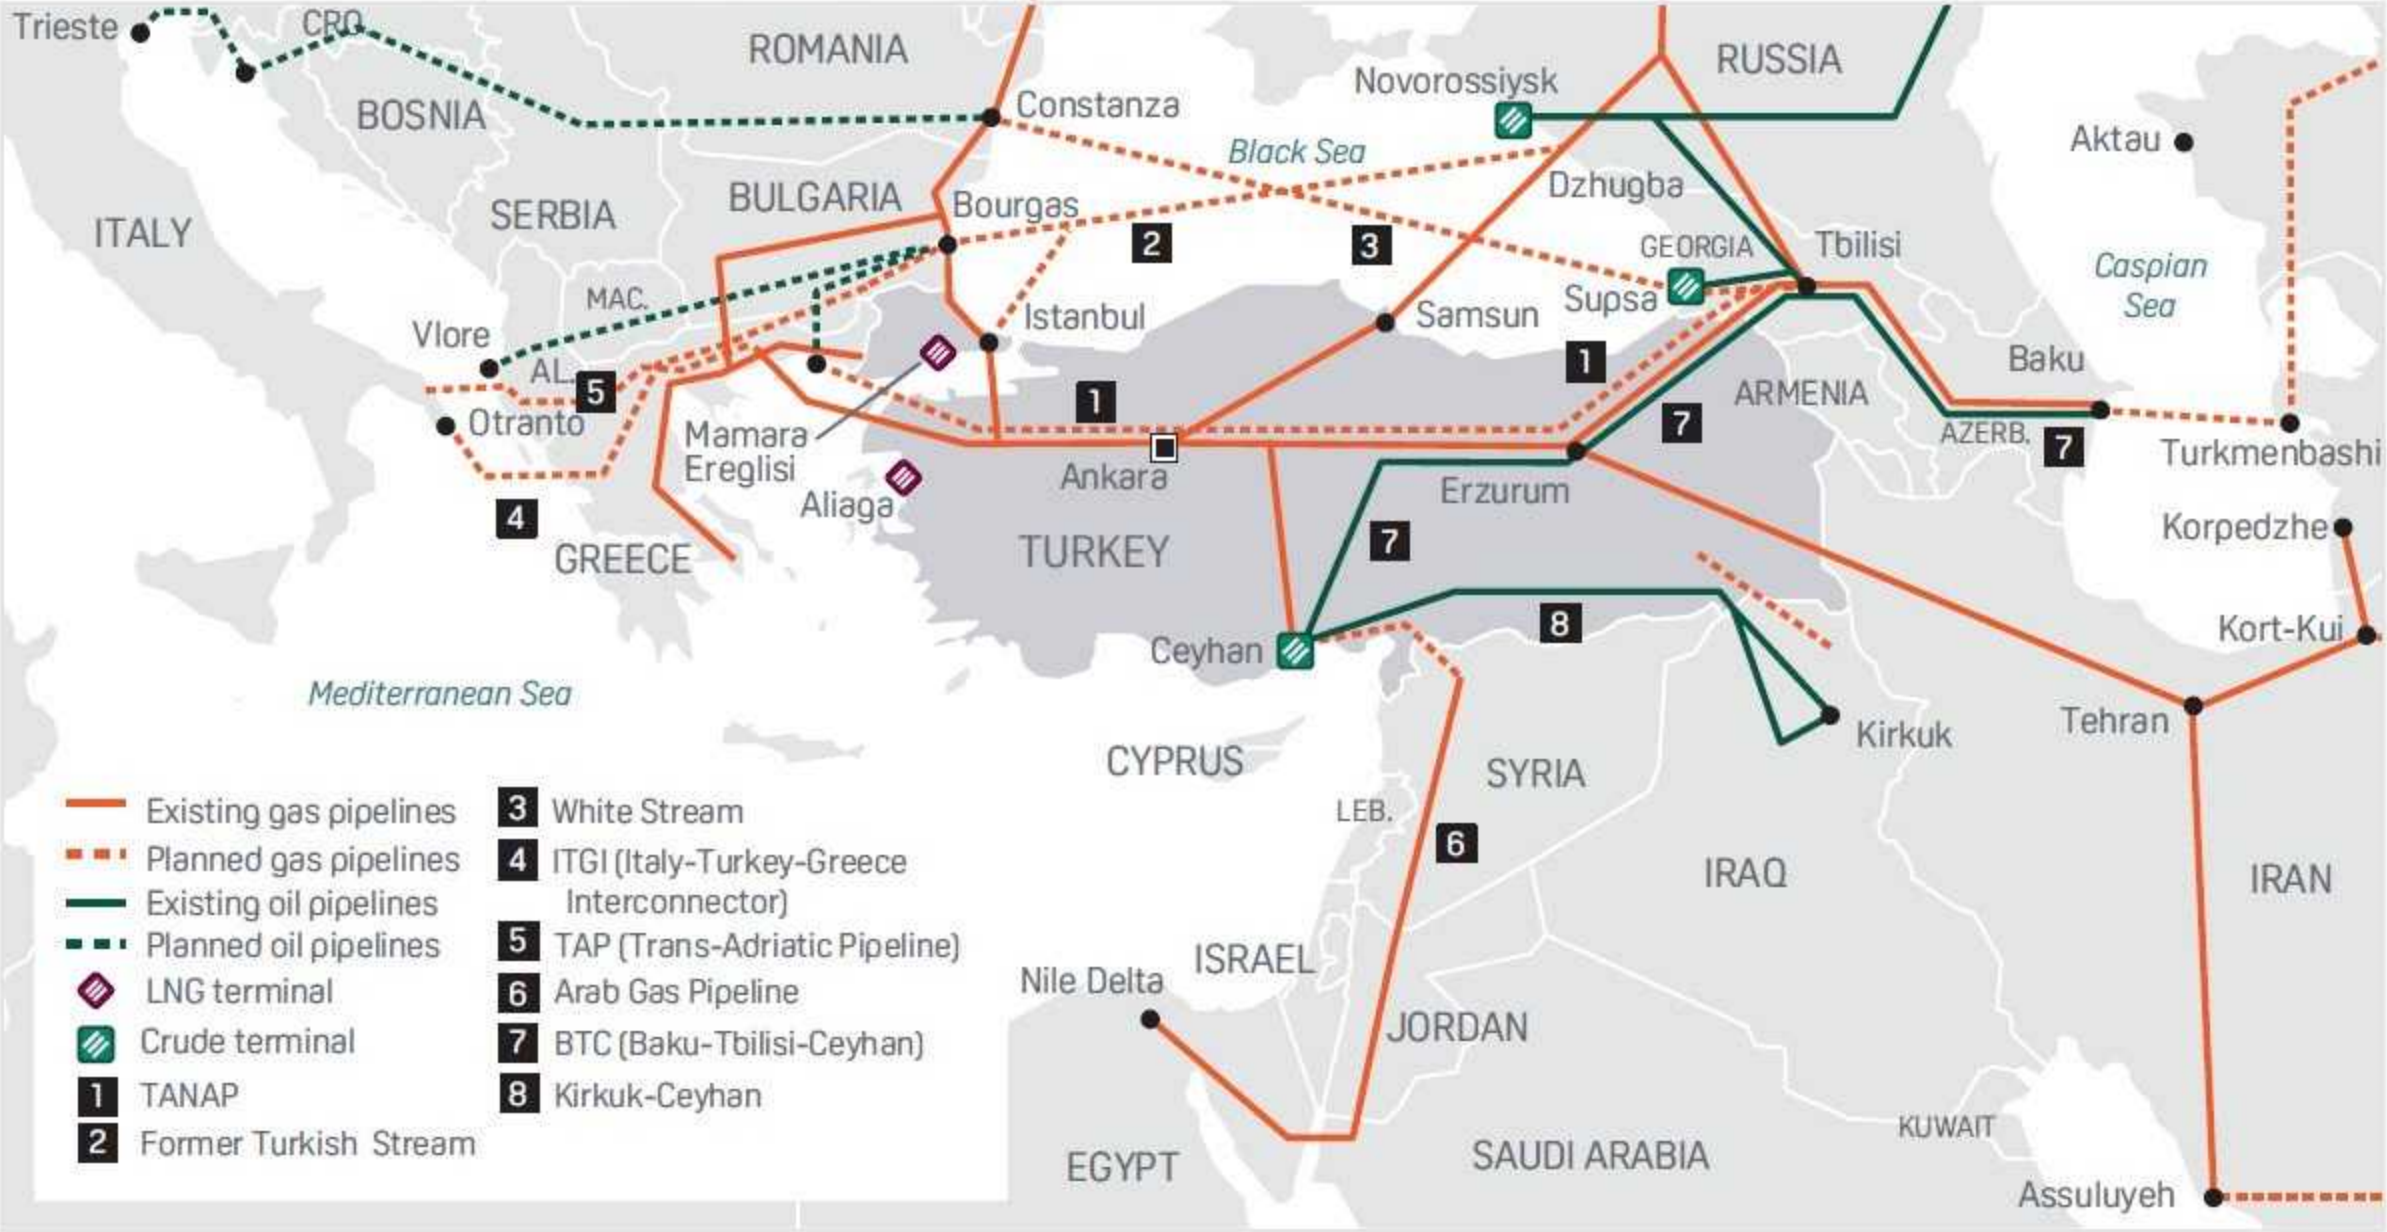 Trieste
CRO
ROMANIA
RUSSIA
Novorossiysk
Constanza
BOSNIA
Black Sea
Aktau
Dzhugba
BULGARIA
Bourgas
SERBIA
ITALY
2
3
GEORGIA
Tbilisi
Caspian
Sea
MAC.
Supsa
Istanbul
Samsun
Vlore
AL.
5
1
1
Baku
ARMENIA
Otranto
7
Mamara
Ereglisi
AZERB.
7
Turkmenbashi
Ankara
Aliaga
Erzurum
4
Korpedzhe
GREECE
TURKEY
7
8
Kort-Kui
Ceyhan
Mediterranean Sea
Tehran
Kirkuk
CYPRUS
SYRIA
LEB.
6
IRAQ
IRAN
ISRAEL
Nile Delta
JORDAN
KUWAIT
EGYPT
SAUDI ARABIA
Assuluyeh
Existing gas pipelines
Planned gas pipelines
Existing oil pipelines
Planned oil pipelines
LNG terminal
Crude terminal
1 TANAP
2 Former Turkish Stream
3 White Stream
4 ITGI (Italy-Turkey-Greece
Interconnector)
5 TAP (Trans-Adriatic Pipeline)
6 Arab Gas Pipeline
7 BTC (Baku-Tbilisi-Ceyhan)
8 Kirkuk-Ceyhan